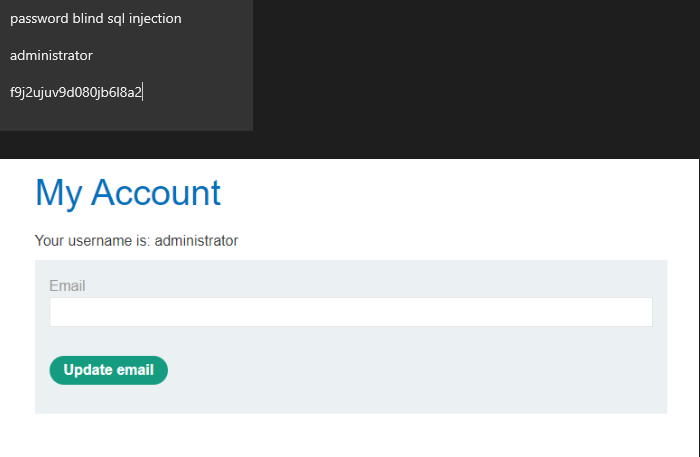 password blind sql injection
administrator
f9j2ujuv9d080jb6l8a2
My Account
Your username is: administrator
Email
Update email